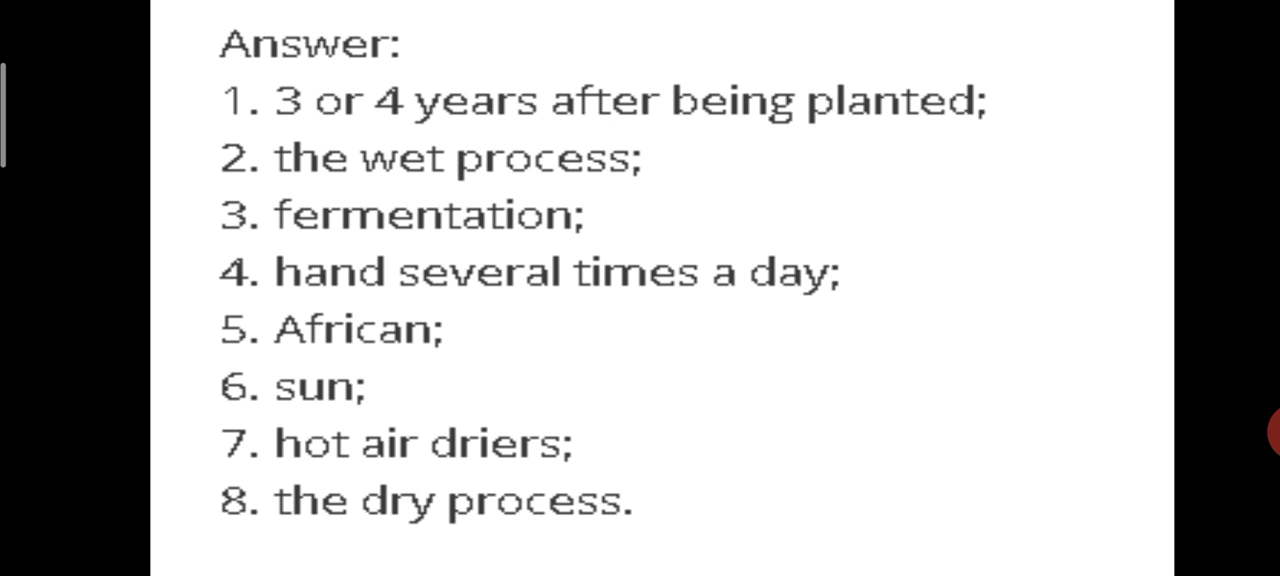 Answer:
1. 3 or 4 years after being planted;
2. the wet process;
3. fermentation;
4. hand several times a day;
5. African;
6. sun;
7. hot air driers;
8. the dry process.